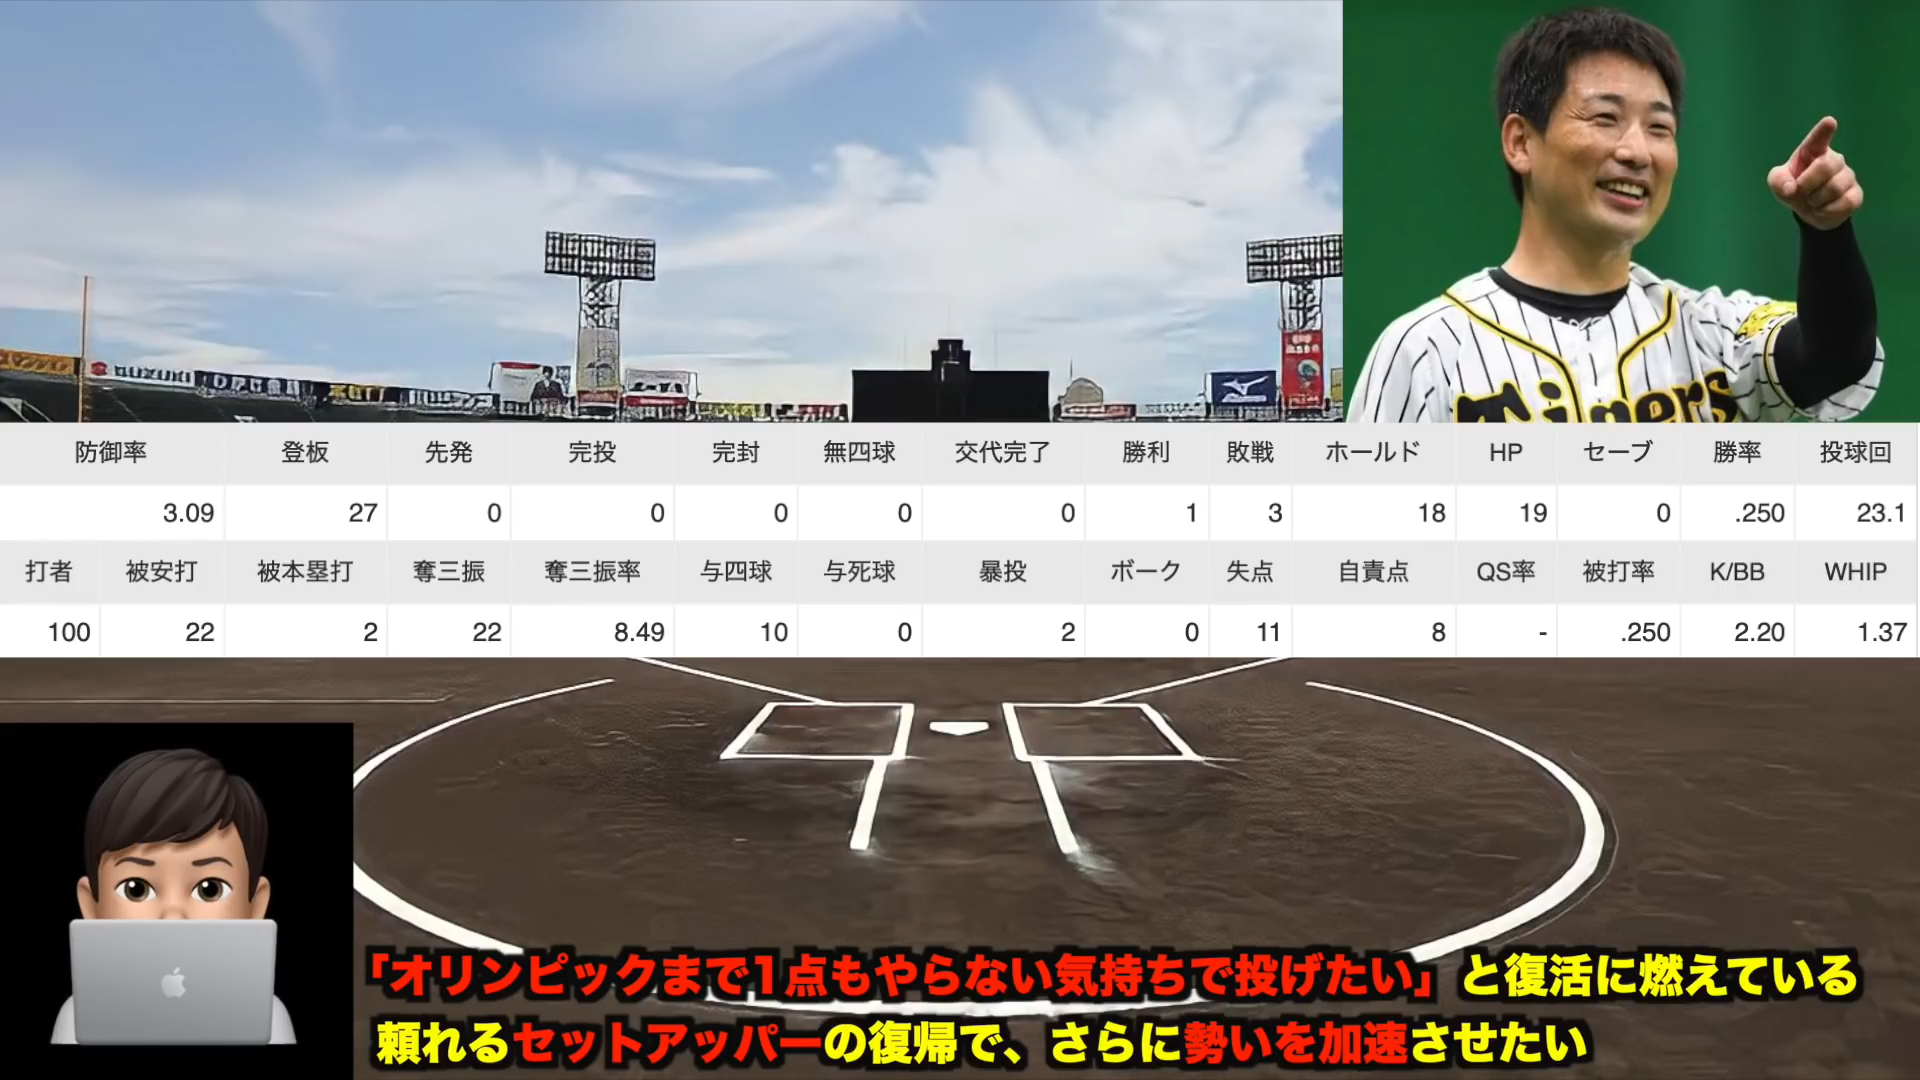 SUZUKI
Tigers
防御率 登板 先発 完投 完封 無四球 交代完了 勝利 敗戦 ホールド HP セーブ 勝率 投球回
3.09 27 0 0 0 0 0 1 3 18 19 0 .250 23.1
打者 被安打 被本塁打 奪三振 奪三振率 与四球 与死球 暴投 ボーク 失点 自責点 QS率 被打率 K/BB WHIP
100 22 2 22 8.49 10 0 2 0 11 8 - .250 2.20 1.37
「オリンピックまで1点もやらない気持ちで投げたい」と復活に燃えている
頼れるセットアッパーの復帰で、さらに勢いを加速させたい